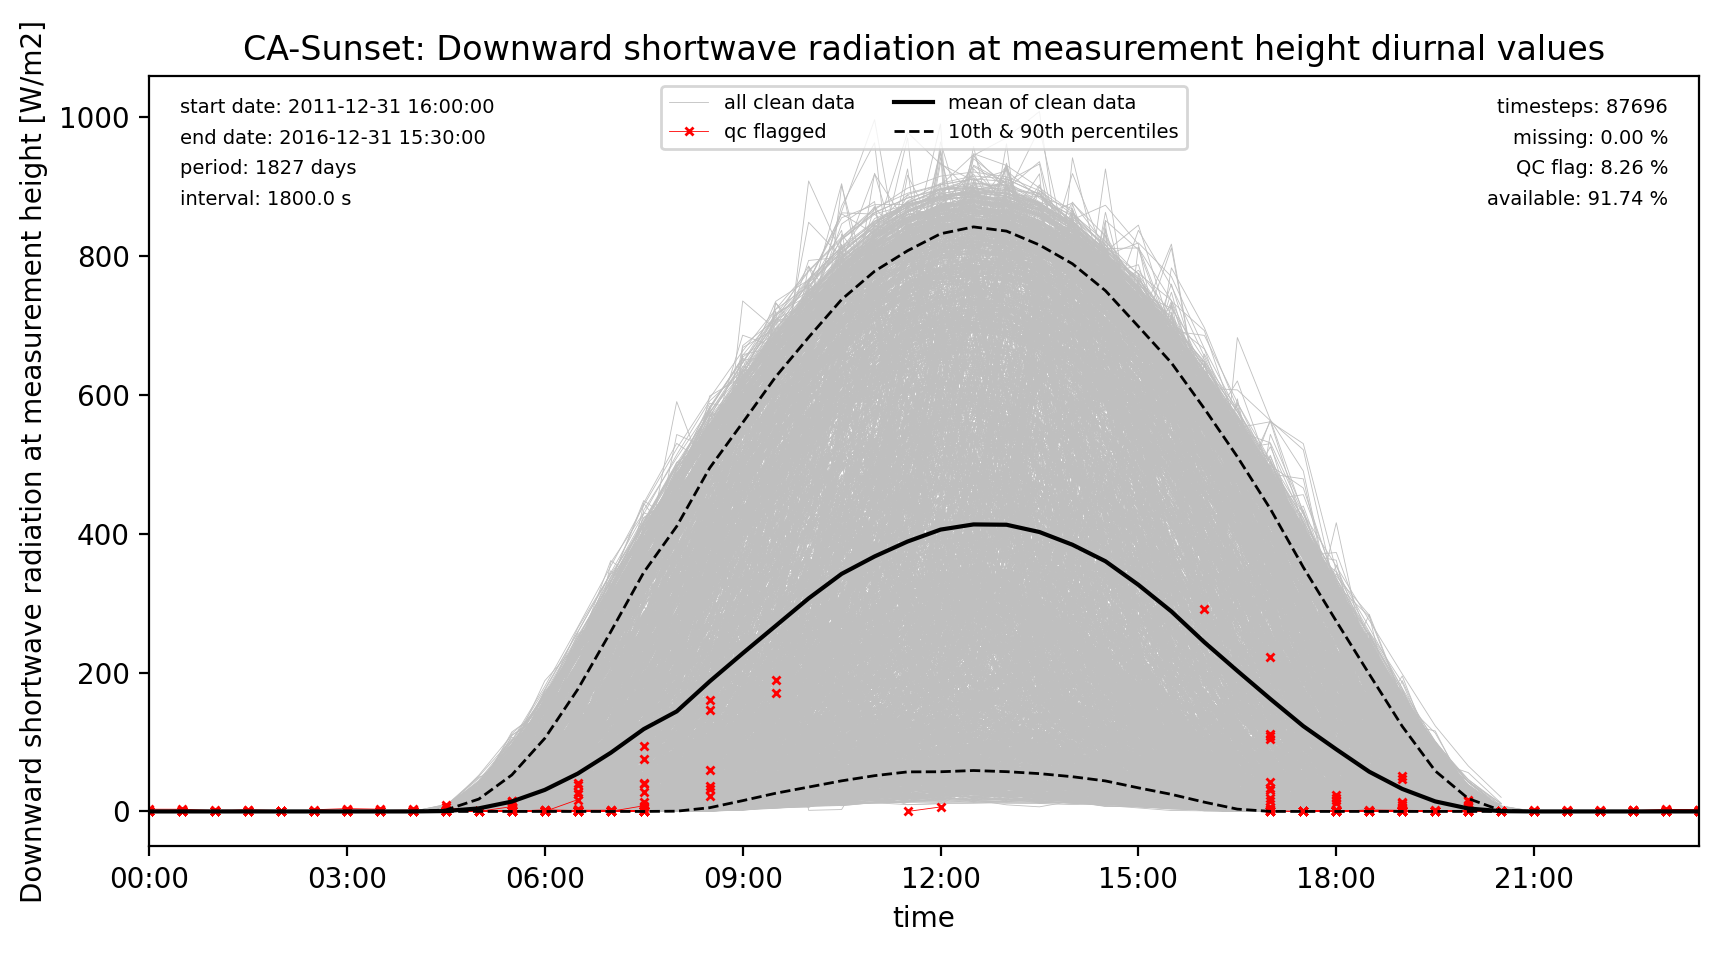 CA-Sunset: Downward shortwave radiation at measurement height diurnal values
Downward shortwave radiation at measurement height [W/m2]
start date: 2011-12-31 16:00:00
end date: 2016-12-31 15:30:00
period: 1827 days
interval: 1800.0 s
all clean data
qc flagged
mean of clean data
10th & 90th percentiles
timesteps: 87696
missing: 0.00 %
QC flag: 8.26 %
available: 91.74 %
1000
800
600
400
200
0
00:00 03:00 06:00 09:00 12:00 15:00 18:00 21:00
time